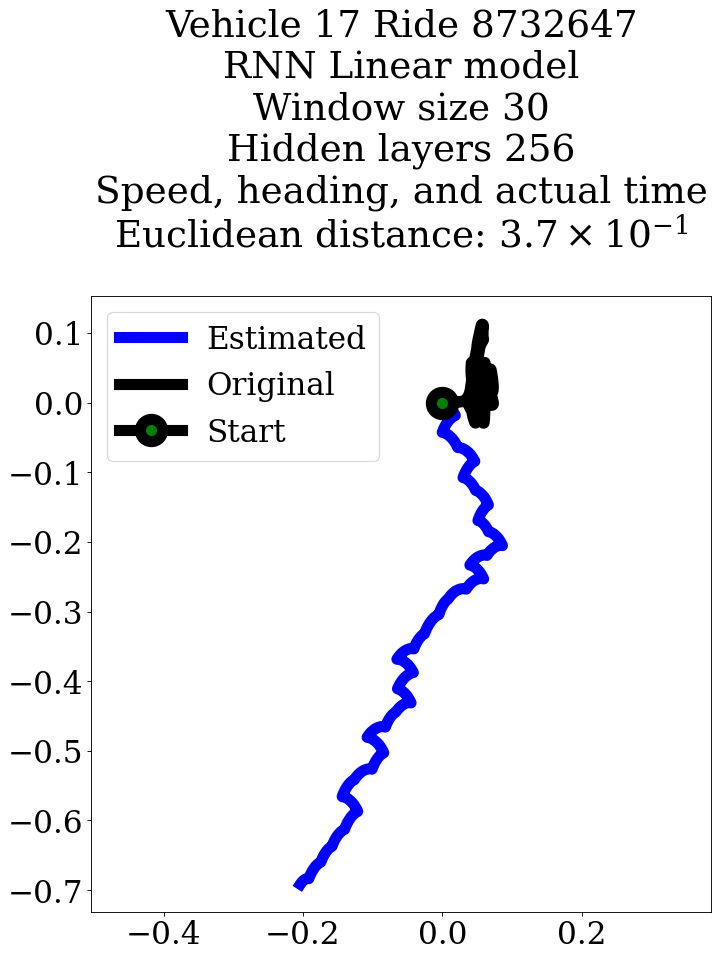 Vehicle 17 Ride 8732647
RNN Linear model
Window size 30
Hidden layers 256
Speed, heading, and actual time
Euclidean distance: 3.7 × 10⁻¹
Estimated
Original
Start
0.1
0.0
−0.1
−0.2
−0.3
−0.4
−0.5
−0.6
−0.7
−0.4 −0.2 0.0 0.2